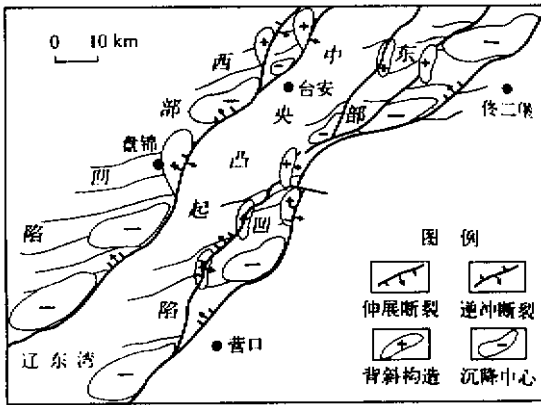 0 10 km
西
部
凹
陷
中
央
凸
起
东
部
凹
陷
台安
盘锦
佟二堡
营口
辽东湾
图 例
伸展断裂
逆冲断裂
背斜构造
沉降中心